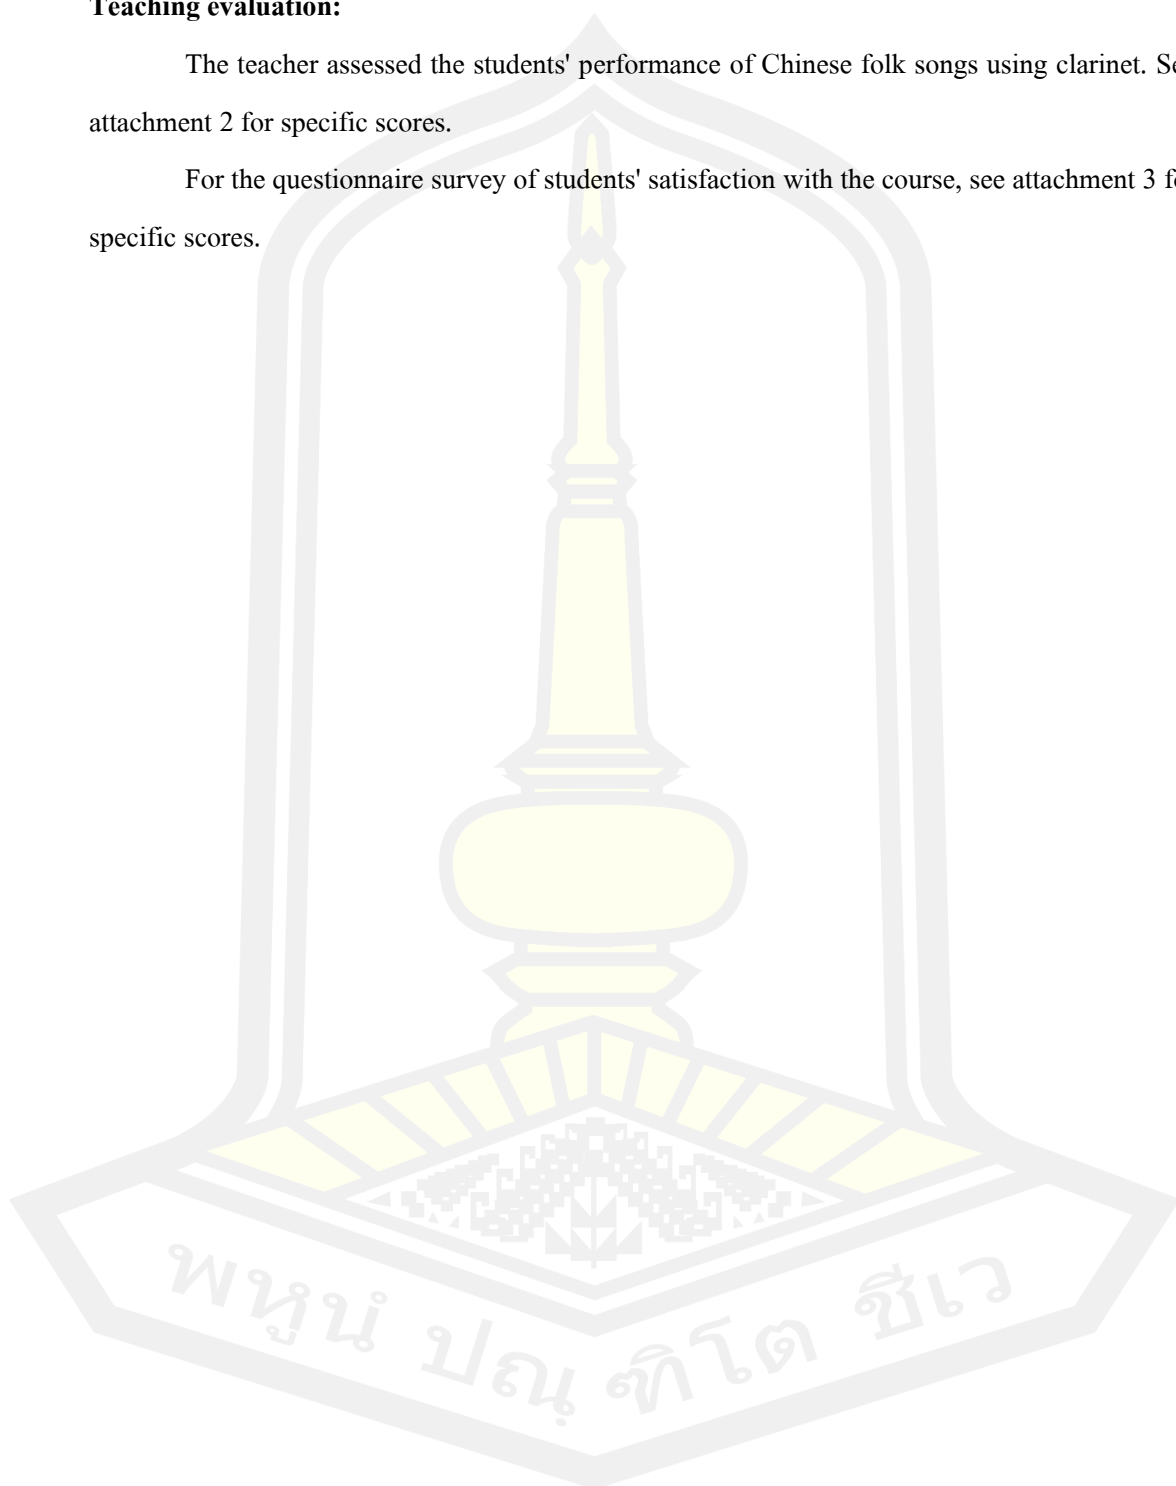 Teaching evaluation:
The teacher assessed the students' performance of Chinese folk songs using clarinet. Se
attachment 2 for specific scores.
For the questionnaire survey of students' satisfaction with the course, see attachment 3 f
specific scores.
พหูนํ ปณฺฑิโต ชีเว